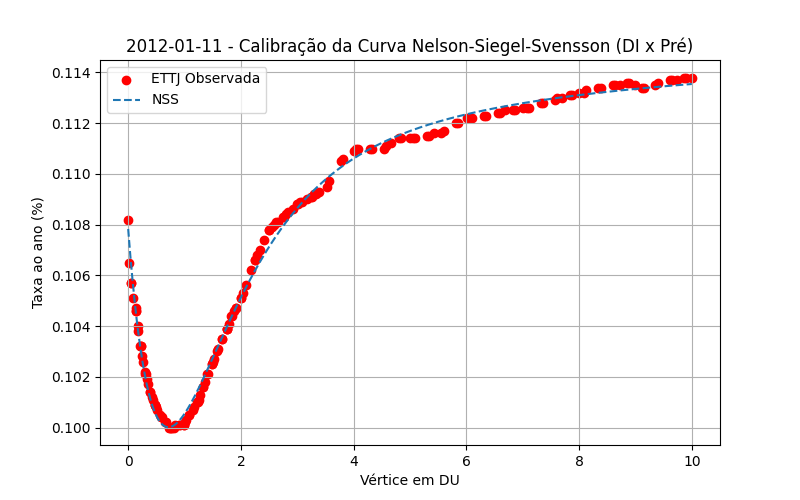 2012-01-11 - Calibração da Curva Nelson-Siegel-Svensson (DI x Pré)
ETTJ Observada
NSS
Taxa ao ano (%)
0.114
0.112
0.110
0.108
0.106
0.104
0.102
0.100
0 2 4 6 8 10
Vértice em DU